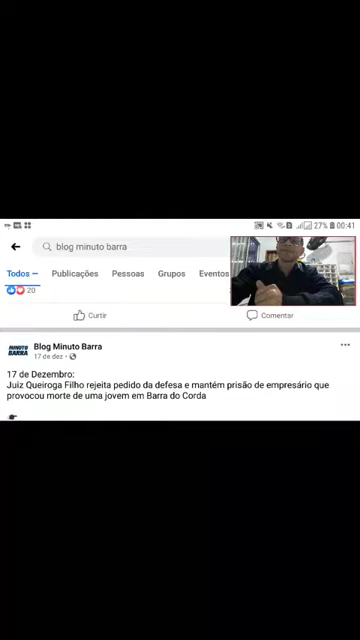 27% 00:41
blog minuto barra
Todos Publicações Pessoas Grupos Eventos
20
Curtir Comentar
MINUTO BARRA
Blog Minuto Barra
17 de dez •
17 de Dezembro:
Juiz Queiroga Filho rejeita pedido da defesa e mantém prisão de empresário que
provocou morte de uma jovem em Barra do Corda